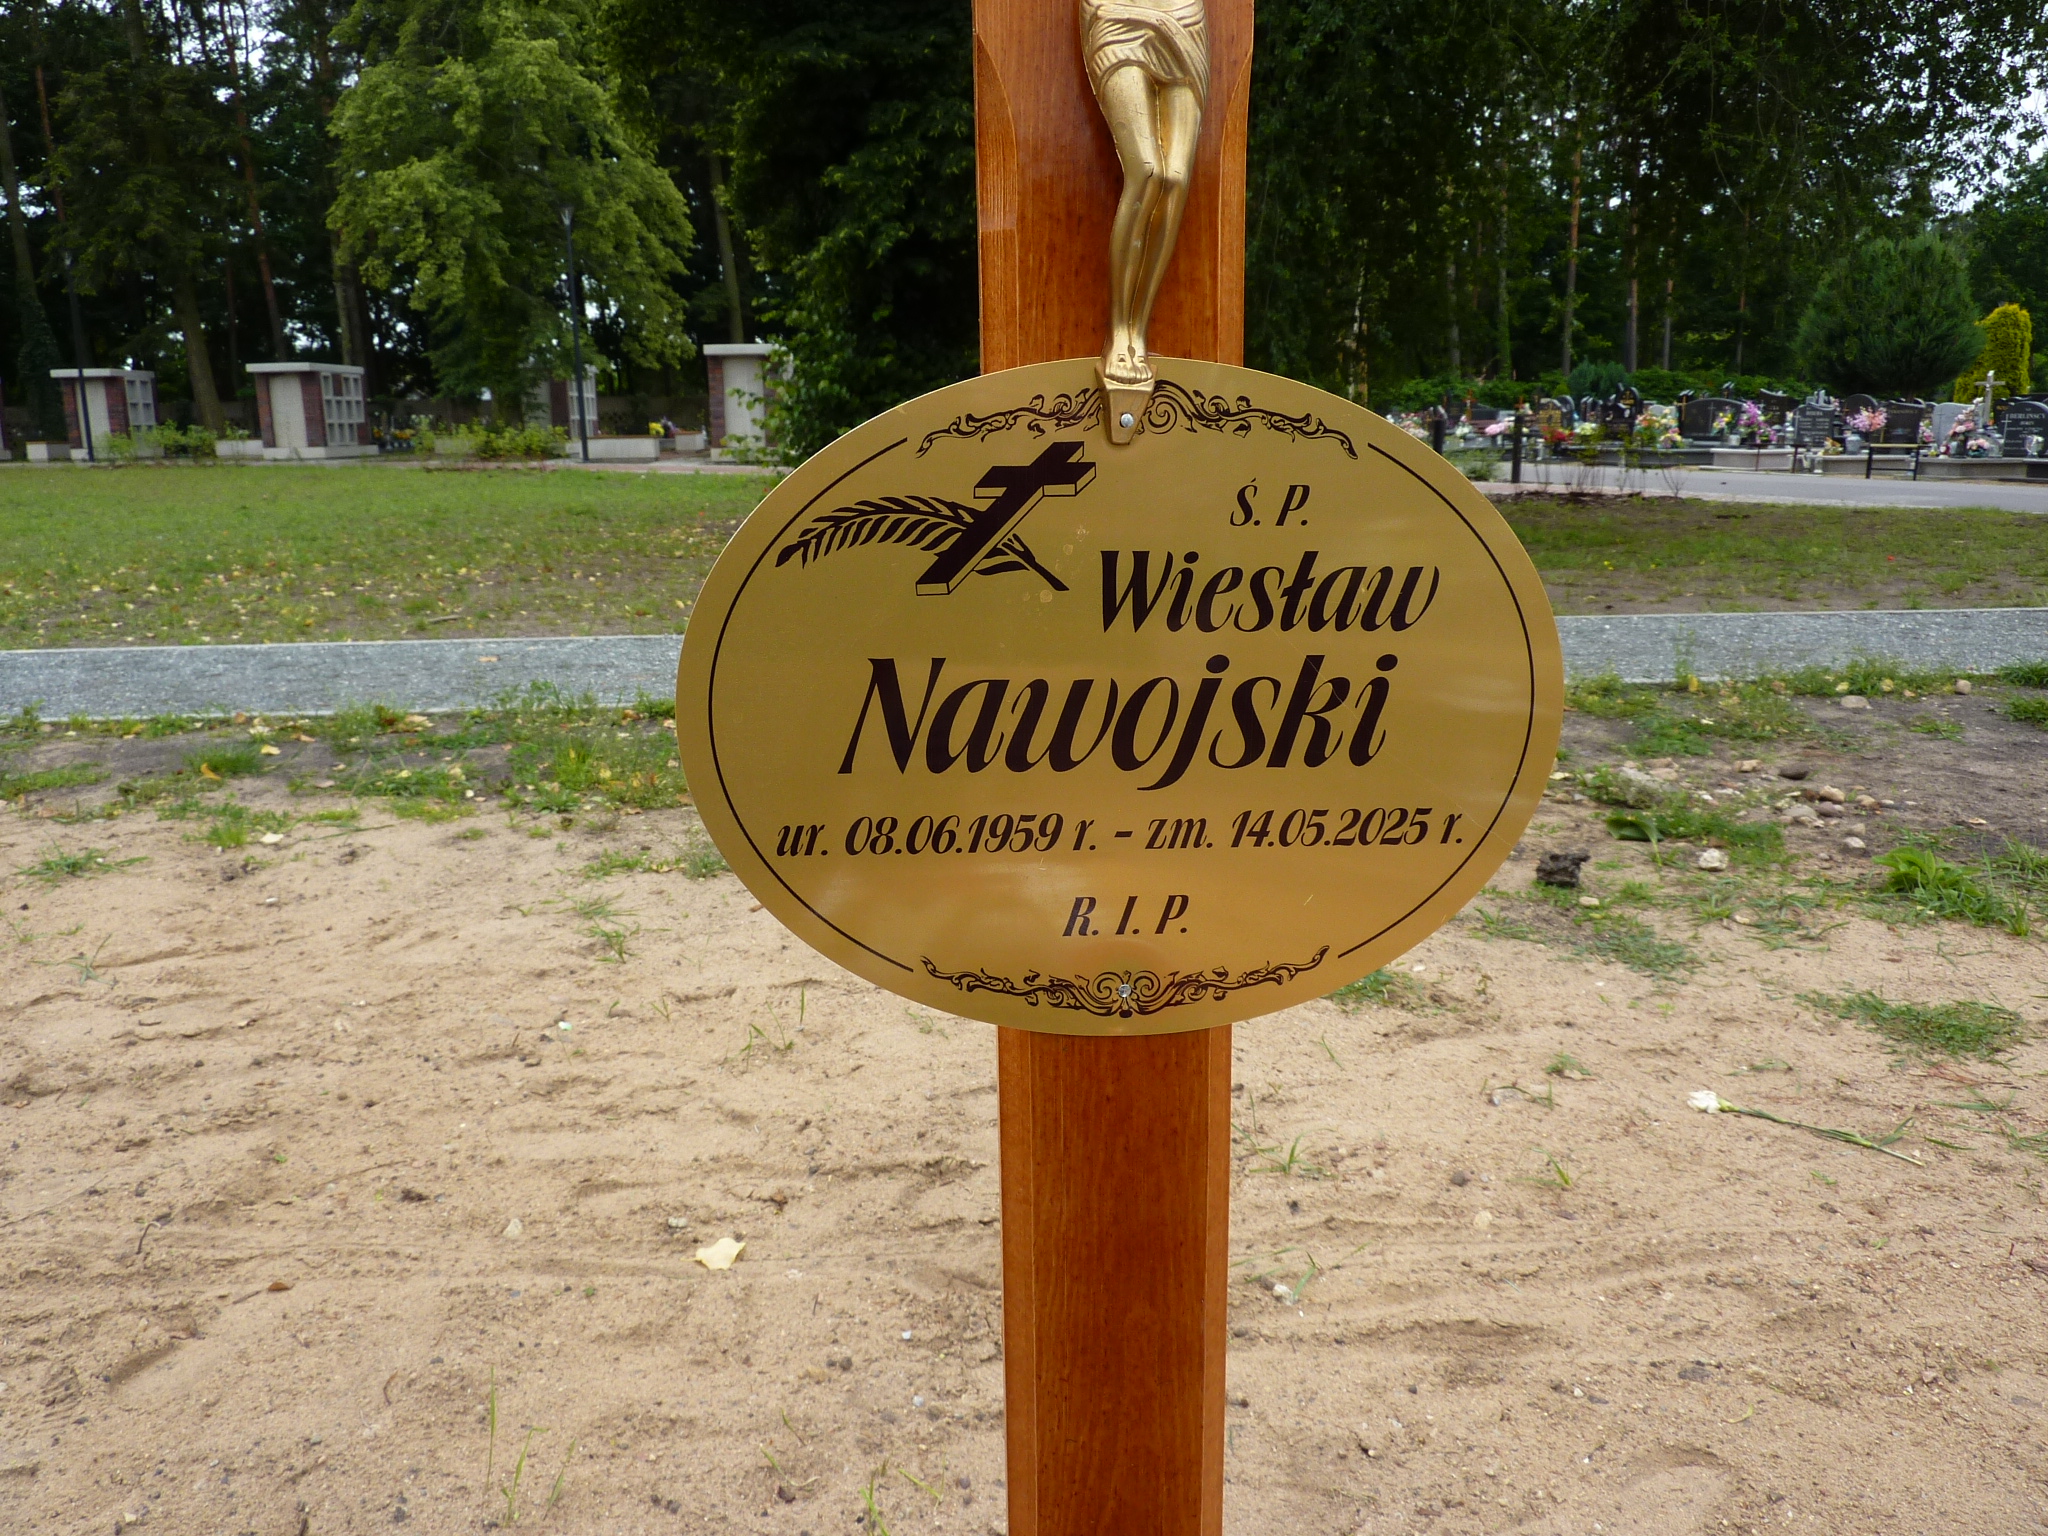 Ś. P.
Wiesław
Nawojski
ur. 08.06.1959 r. - zm. 14.05.2025 r.
R. I. P.